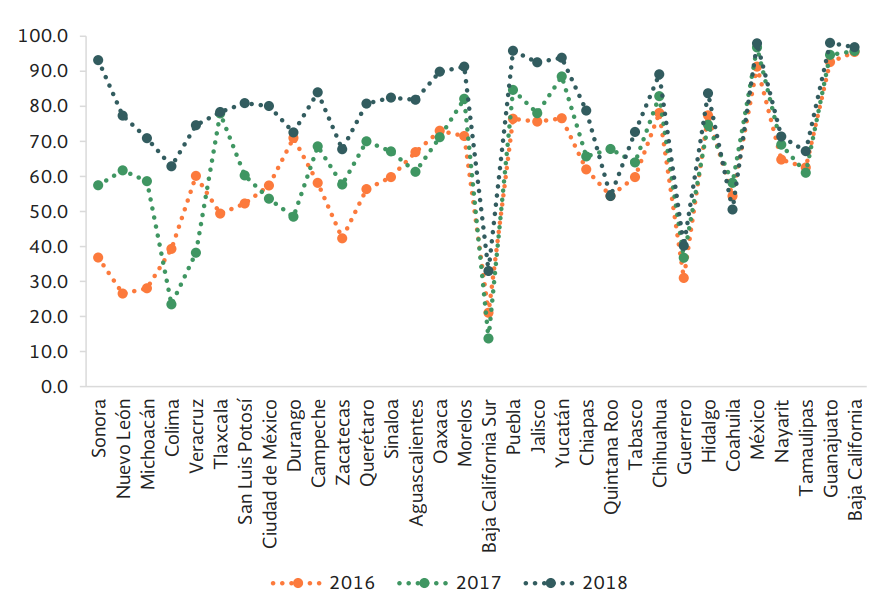 100.0
90.0
80.0
70.0
60.0
50.0
40.0
30.0
20.0
10.0
0.0
Sonora
Nuevo León
Michoacán
Colima
Veracruz
Tlaxcala
San Luis Potosí
Ciudad de México
Durango
Campeche
Zacatecas
Querétaro
Sinaloa
Aguascalientes
Oaxaca
Morelos
Baja California Sur
Puebla
Jalisco
Yucatán
Chiapas
Quintana Roo
Tabasco
Chihuahua
Guerrero
Hidalgo
Coahuila
México
Nayarit
Tamaulipas
Guanajuato
Baja California
2016 2017 2018